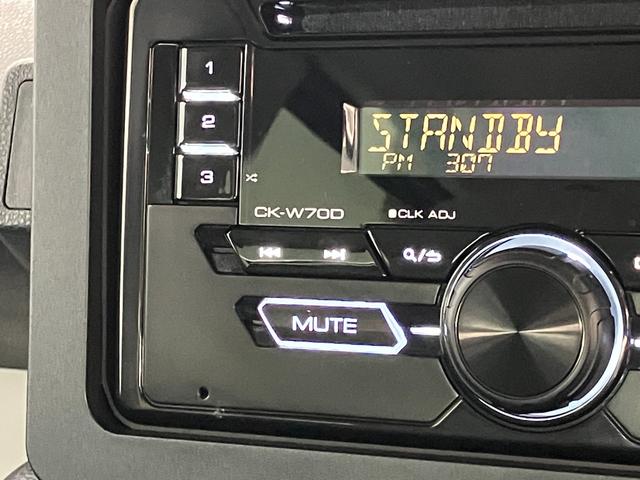 1
2
3
STANDBY
PM 307
CK-W70D
CLK ADJ
MUTE